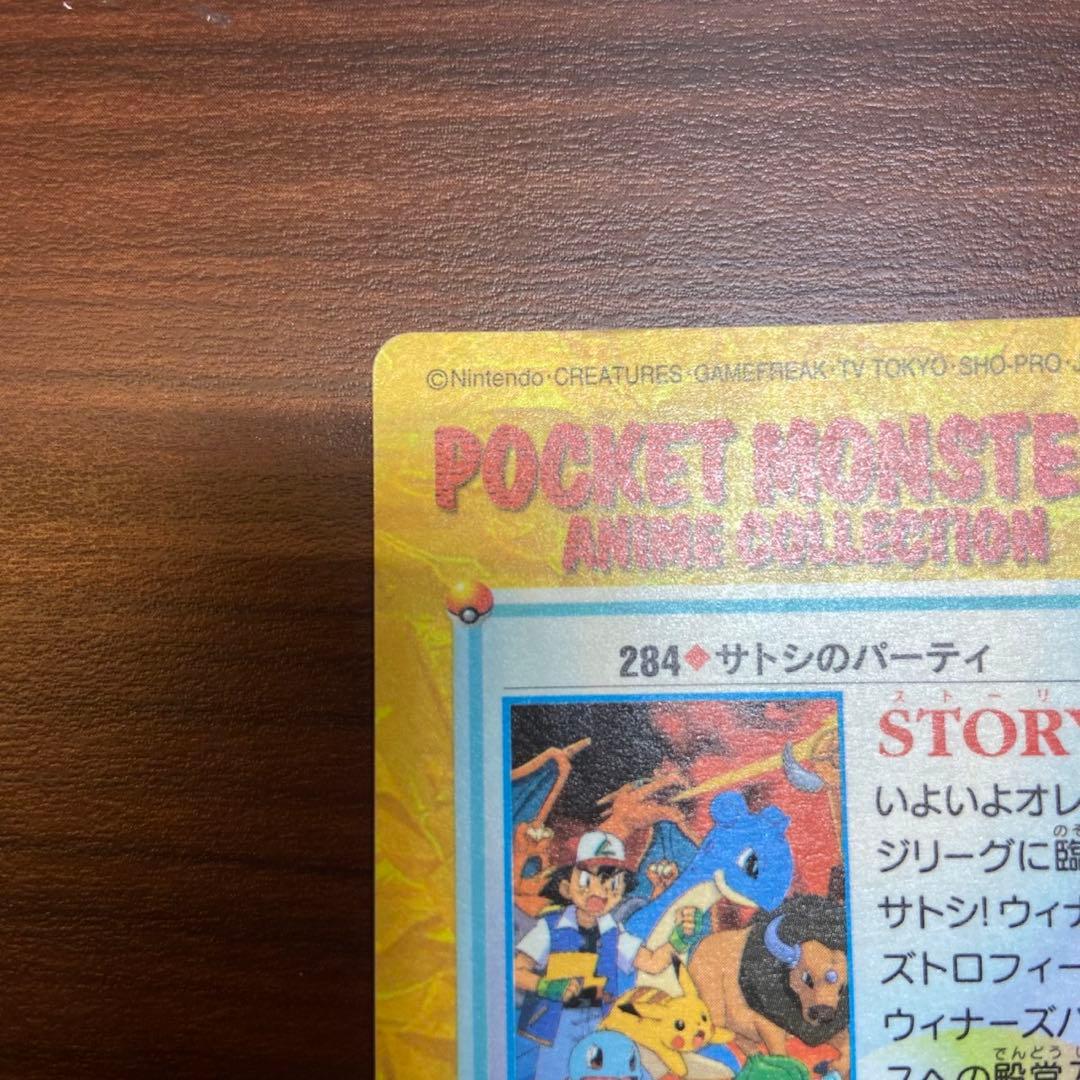 ©Nintendo·CREATURES·GAMEFREAK·TV TOKYO·SHO-PRO·J
POCKET MONSTE
ANIME COLLECTION
284◆サトシのパーティ
ストーリ
STORY
いよいよオレ
ジリーグに臨
サトシ!ウィナ
ズトロフィー
ウィナーズパ
でんどう
スへの殿堂